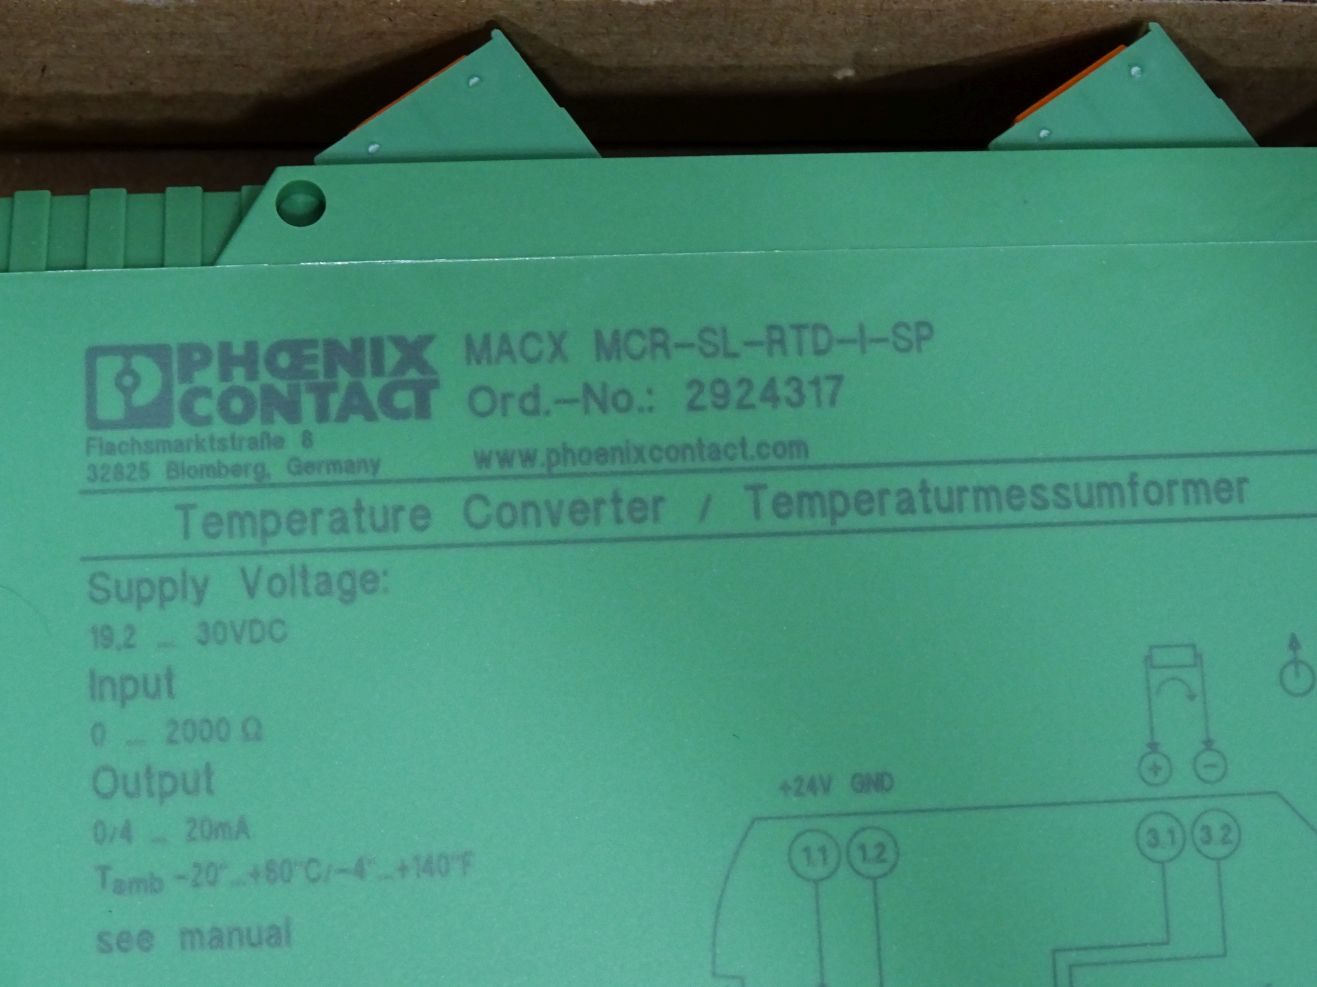 PHŒNIX
CONTACT
MACX MCR-SL-RTD-I-SP
Ord.-No.: 2924317
Flachsmarktstraße 8
32825 Blomberg, Germany
www.phoenixcontact.com
Temperature Converter / Temperaturmessumformer
Supply Voltage:
19,2 ... 30VDC
Input
0 ... 2000 Ω
Output
0/4 ... 20mA
Tamb -20°...+60°C/-4°...+140°F
see manual
+24V GND
+ -
1.1 1.2
3.1 3.2